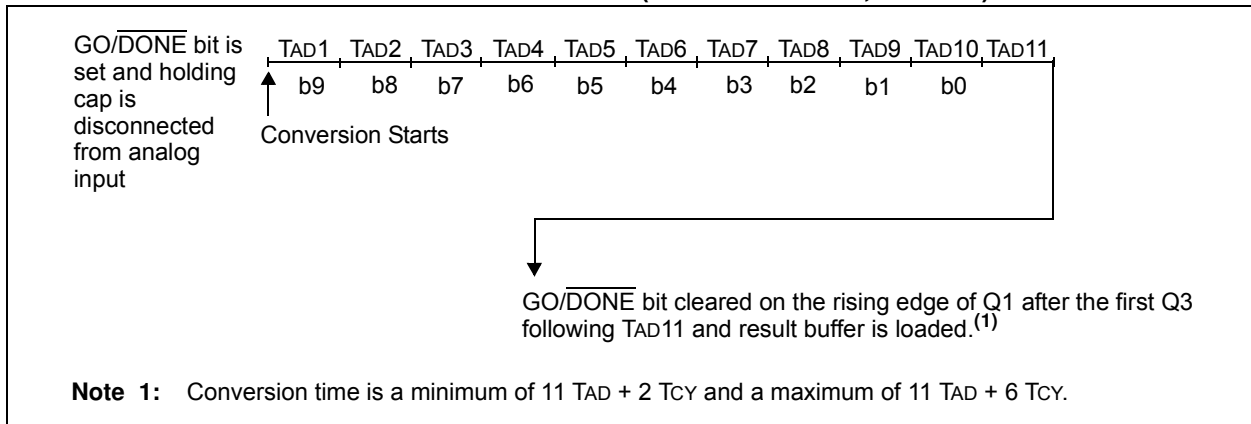 GO/DONE bit is
set and holding
cap is
disconnected
from analog
input
TAD1 TAD2 TAD3 TAD4 TAD5 TAD6 TAD7 TAD8 TAD9 TAD10 TAD11
b9 b8 b7 b6 b5 b4 b3 b2 b1 b0
Conversion Starts
GO/DONE bit cleared on the rising edge of Q1 after the first Q3
following TAD11 and result buffer is loaded.(1)
Note 1: Conversion time is a minimum of 11 TAD + 2 TCY and a maximum of 11 TAD + 6 TCY.